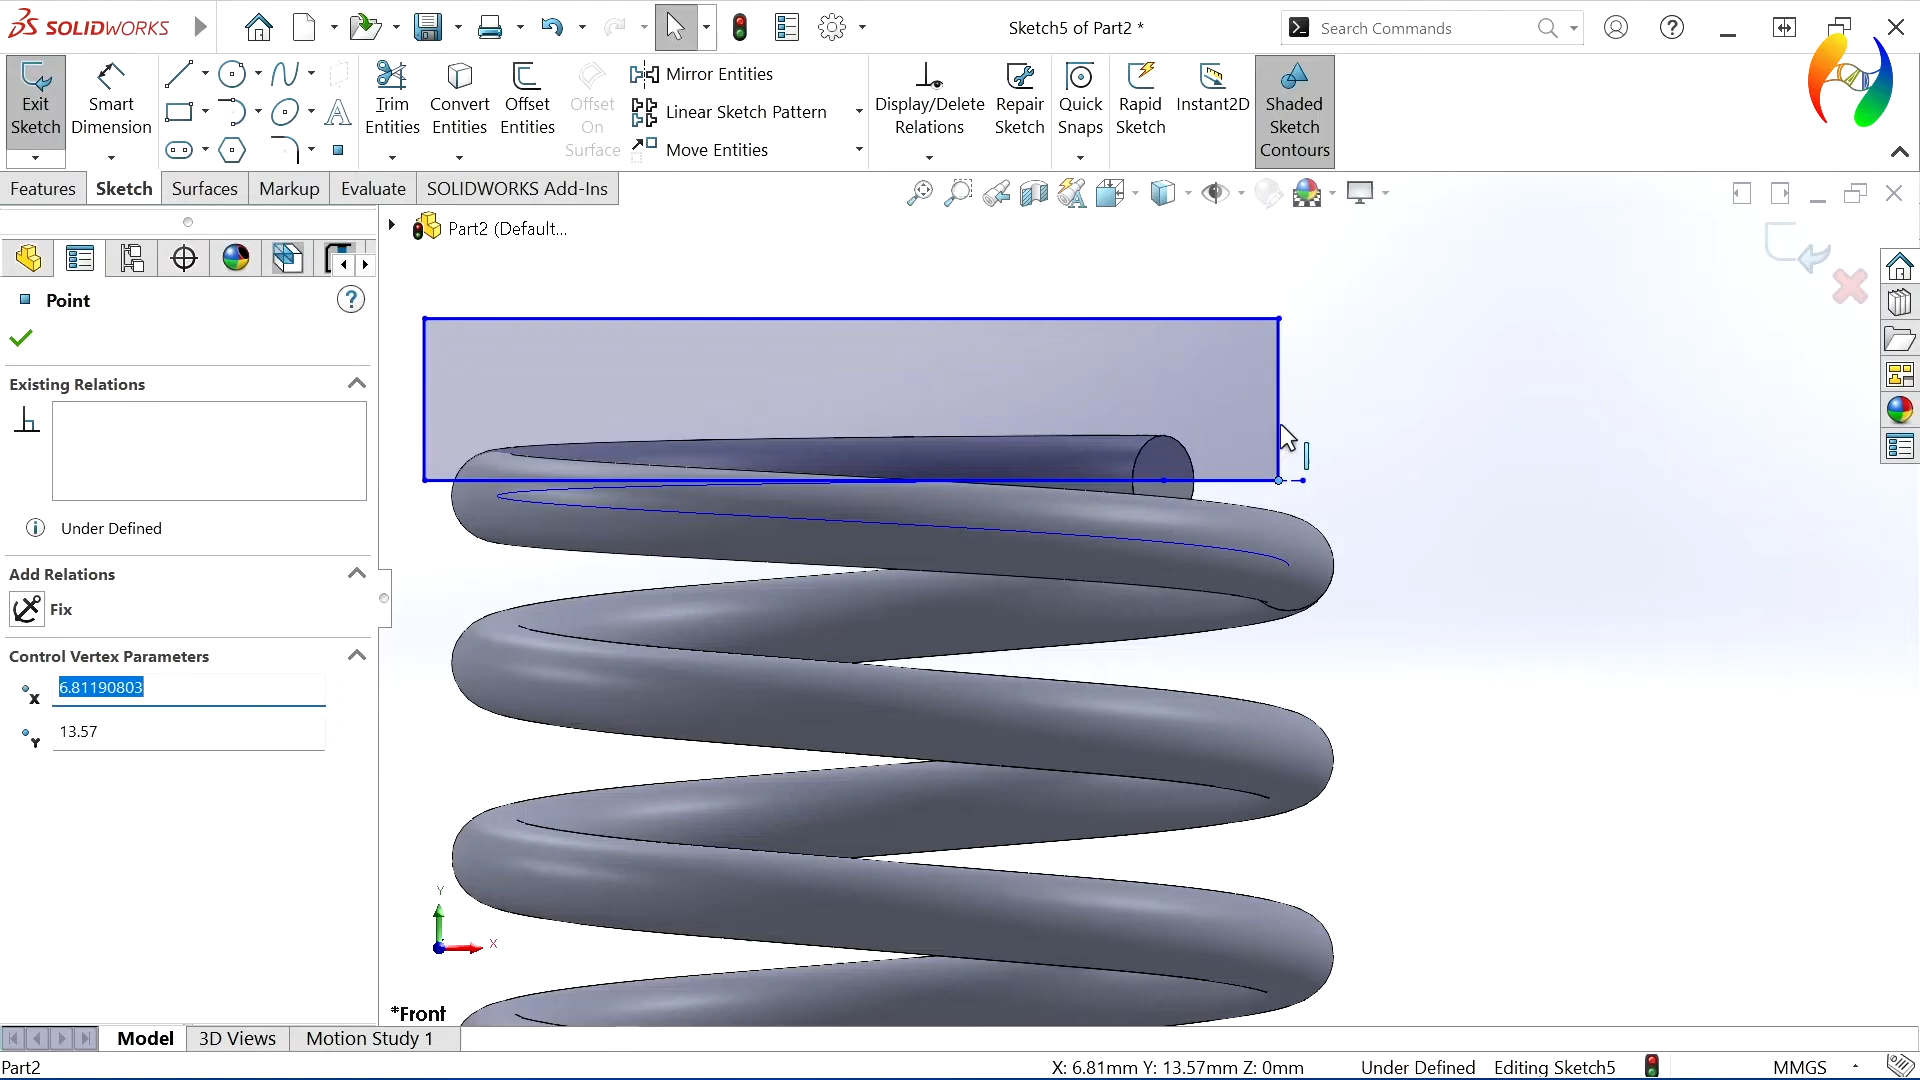 SOLIDWORKS
Sketch5 of Part2 *
Search Commands
Exit
Sketch
Smart
Dimension
Trim
Entities
Convert
Entities
Offset
Entities
Offset
On
Surface
Mirror Entities
Linear Sketch Pattern
Move Entities
Display/Delete
Relations
Repair
Sketch
Quick
Snaps
Rapid
Sketch
Instant2D
Shaded
Sketch
Contours
Features
Sketch
Surfaces
Markup
Evaluate
SOLIDWORKS Add-Ins
Part2 (Default...
Point
Existing Relations
Under Defined
Add Relations
Fix
Control Vertex Parameters
X
6.81190803
Y
13.57
Y
X
*Front
Model
3D Views
Motion Study 1
Part2
X: 6.81mm Y: 13.57mm Z: 0mm
Under Defined
Editing Sketch5
MMGS